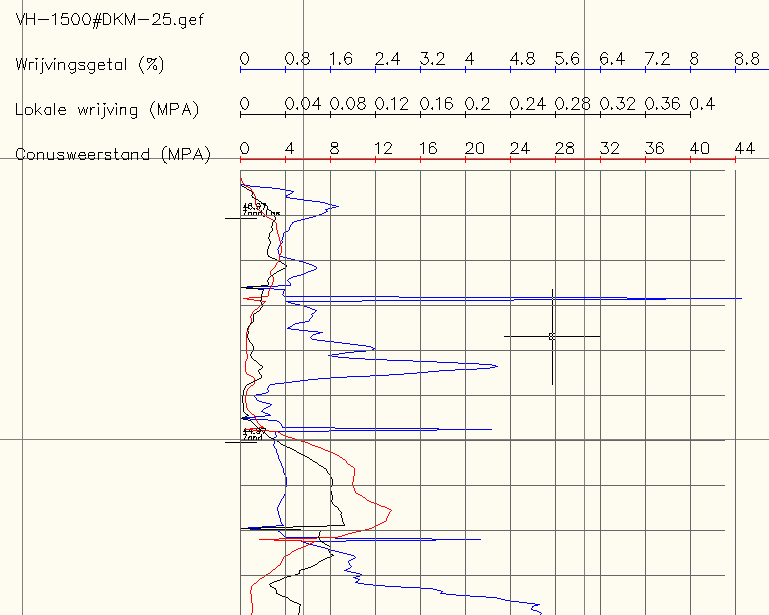 VH-1500#DKM-25.gef
Wrijvingsgetal (%) 0 0.8 1.6 2.4 3.2 4 4.8 5.6 6.4 7.2 8 8.8
Lokale wrijving (MPA) 0 0.04 0.08 0.12 0.16 0.2 0.24 0.28 0.32 0.36 0.4
Conusweerstand (MPA) 0 4 8 12 16 20 24 28 32 36 40 44